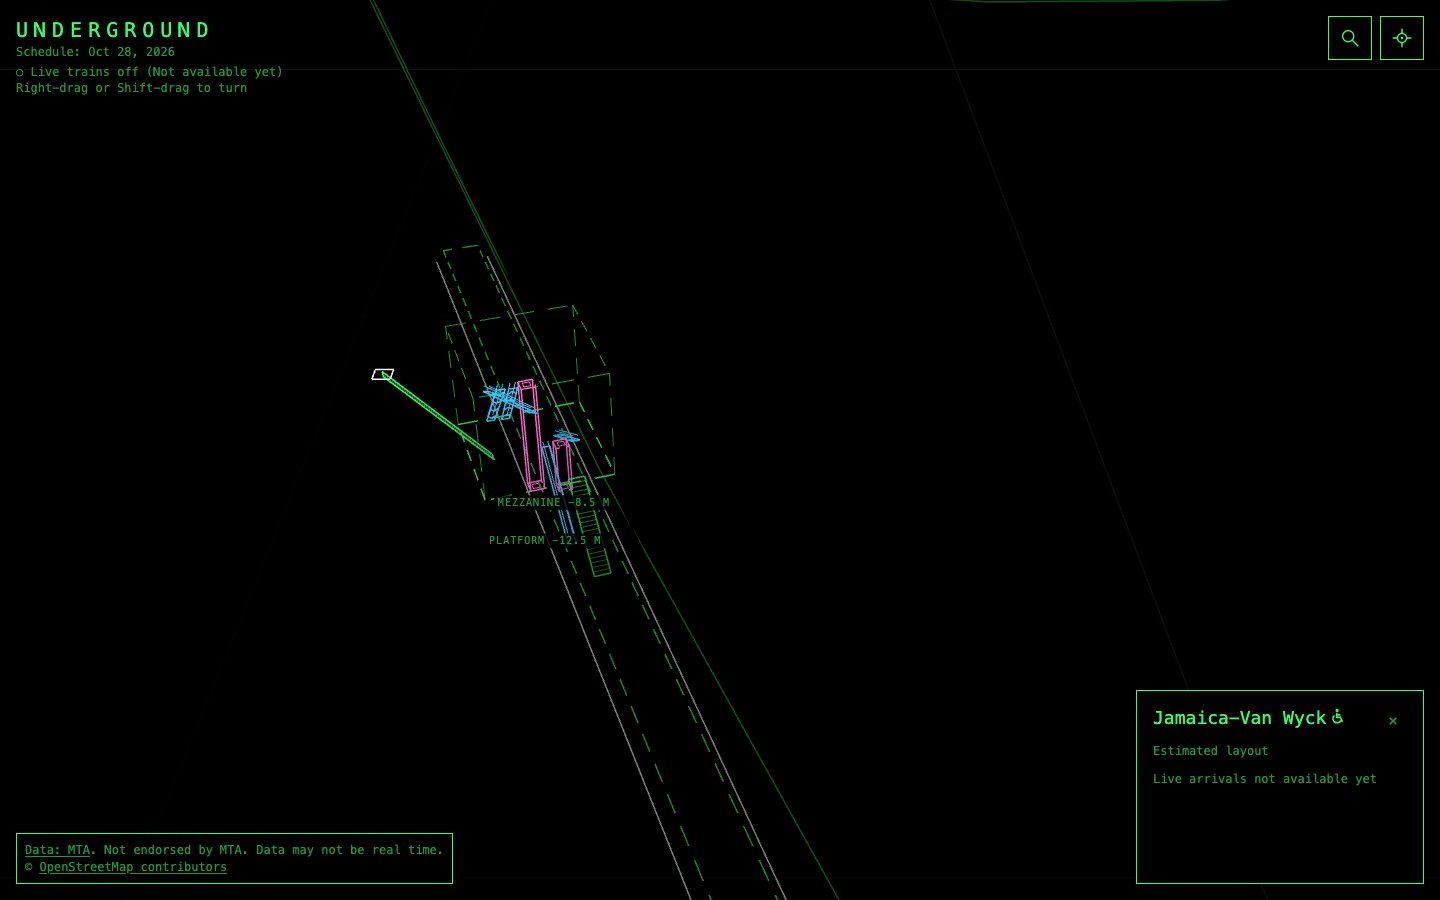 UNDERGROUND
Schedule: Oct 28, 2026
○ Live trains off (Not available yet)
Right-drag or Shift-drag to turn
MEZZANINE -8.5 M
PLATFORM -12.5 M
Jamaica-Van Wyck ♿ ×
Estimated layout
Live arrivals not available yet
Data: MTA. Not endorsed by MTA. Data may not be real time.
© OpenStreetMap contributors